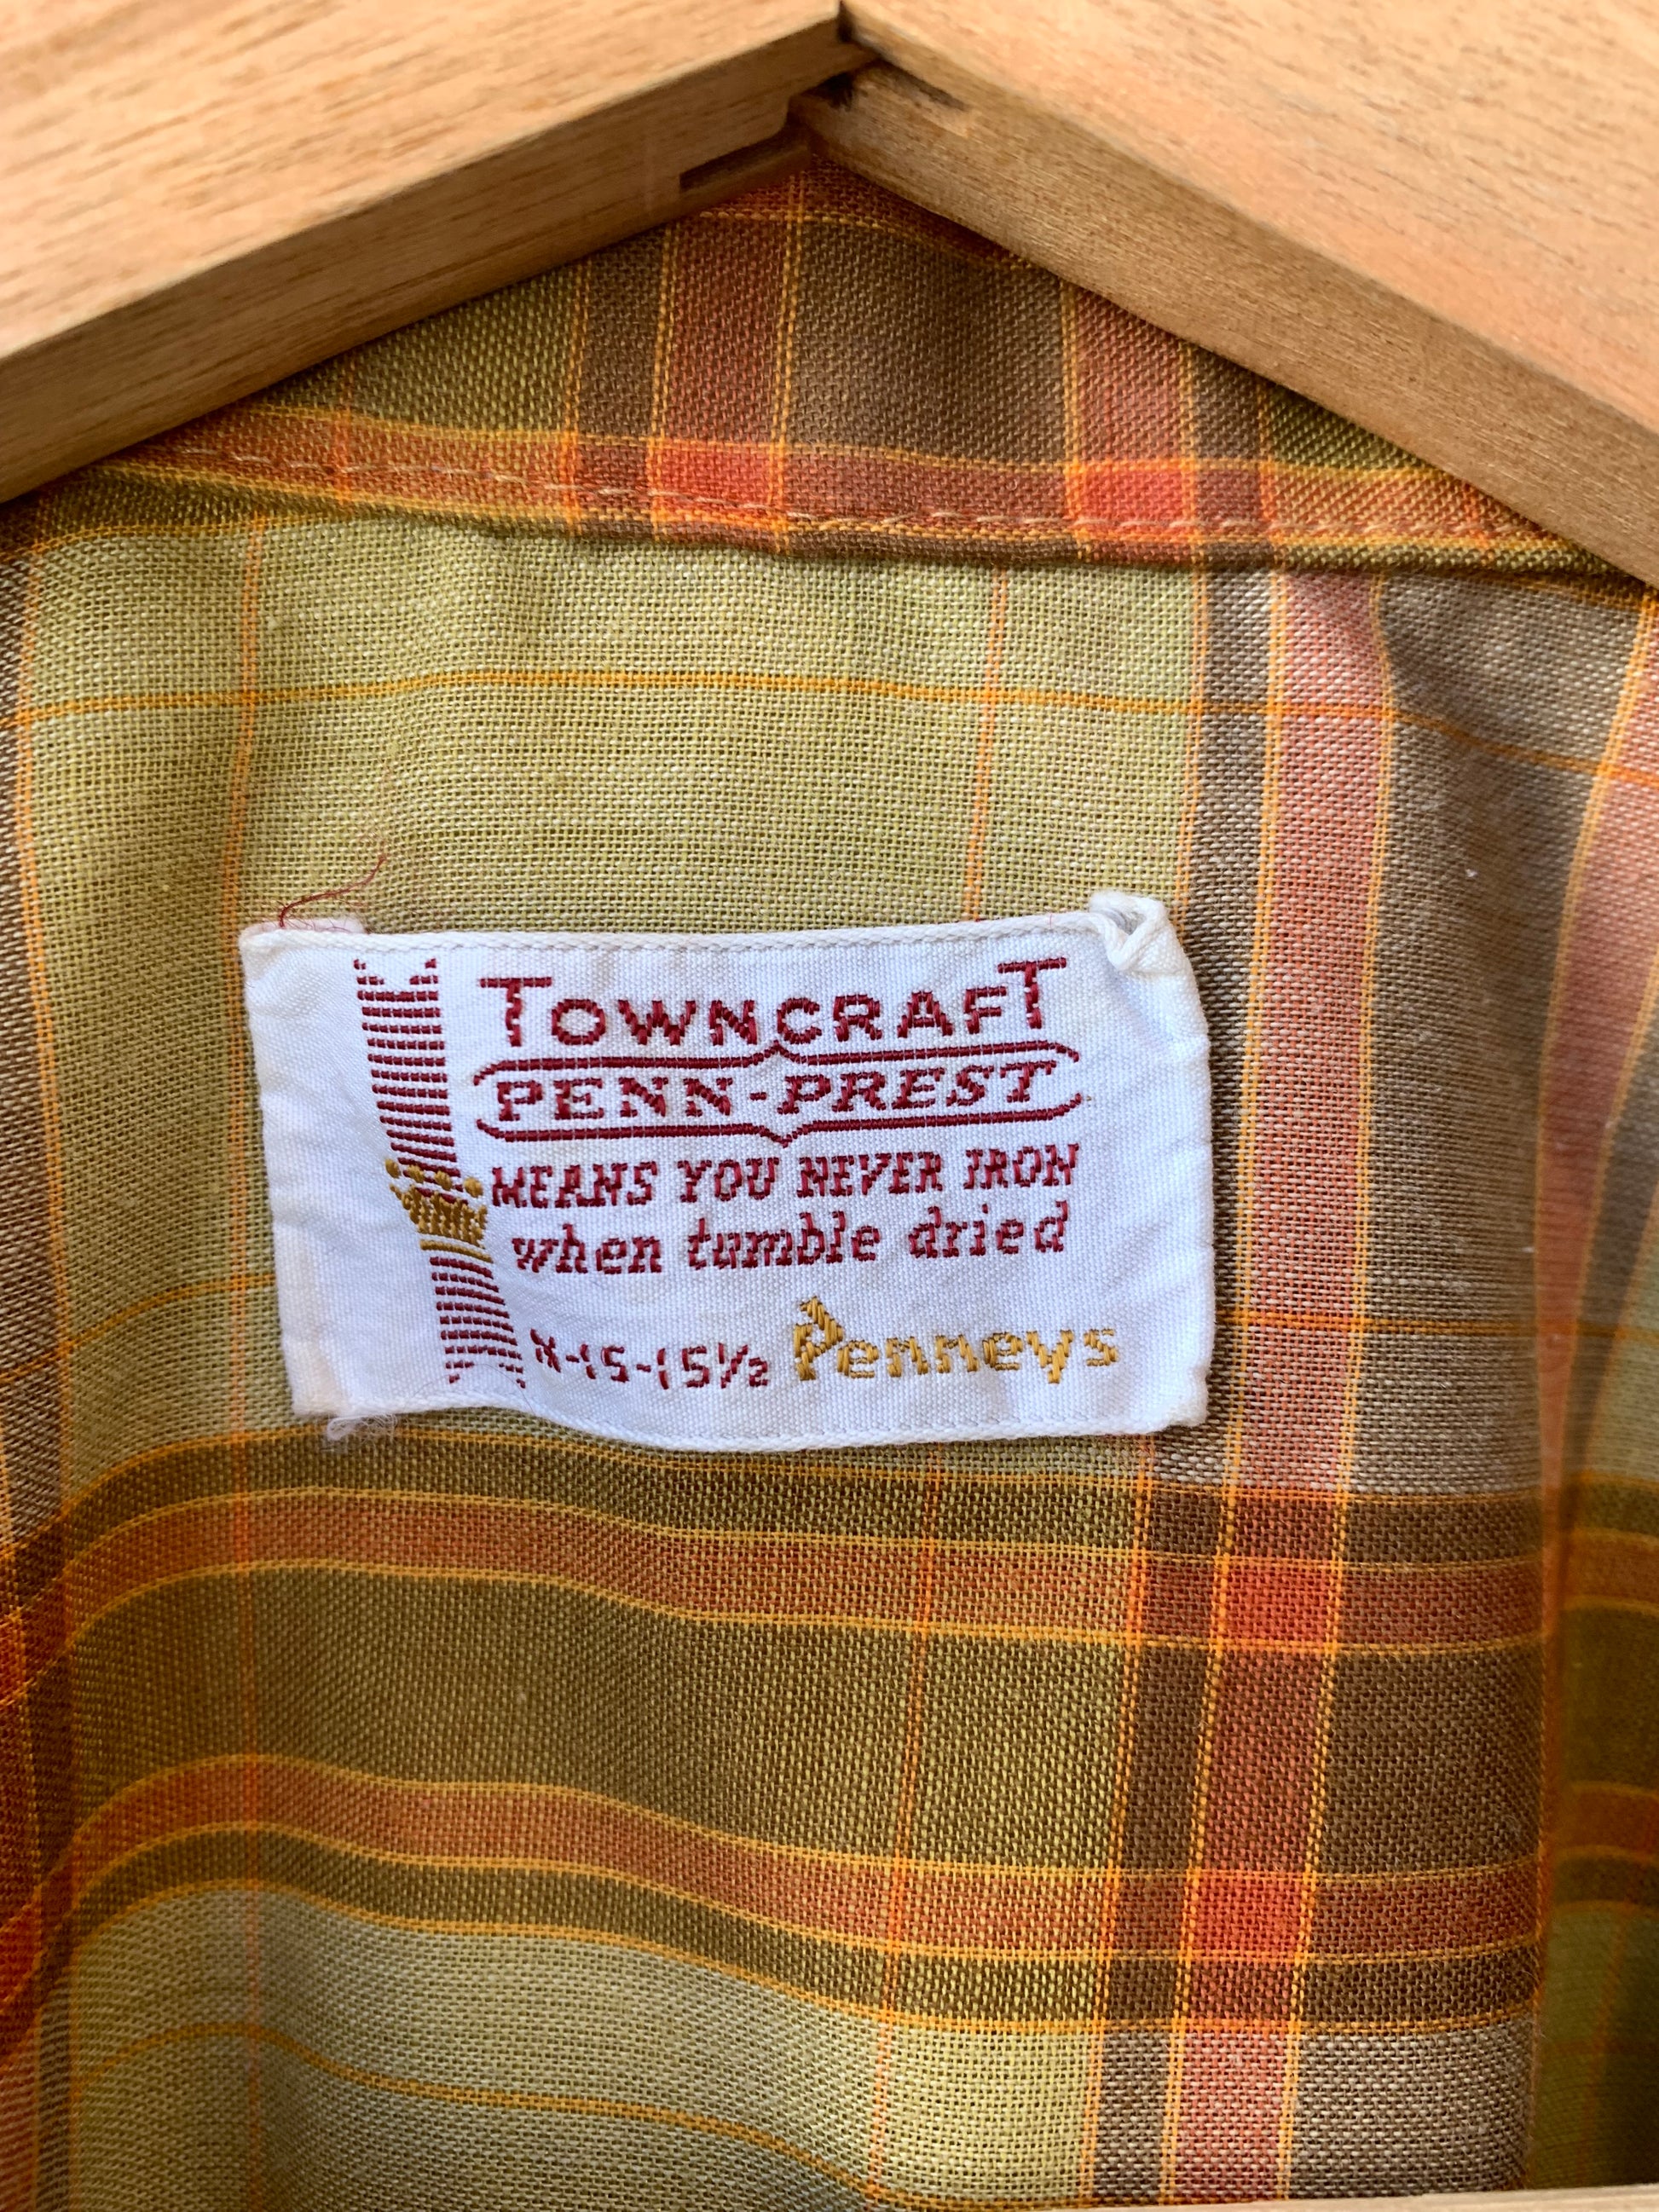 TOWNCRAFT
PENN-PREST
MEANS YOU NEVER IRON
when tumble dried
M-15-15½ Penneys